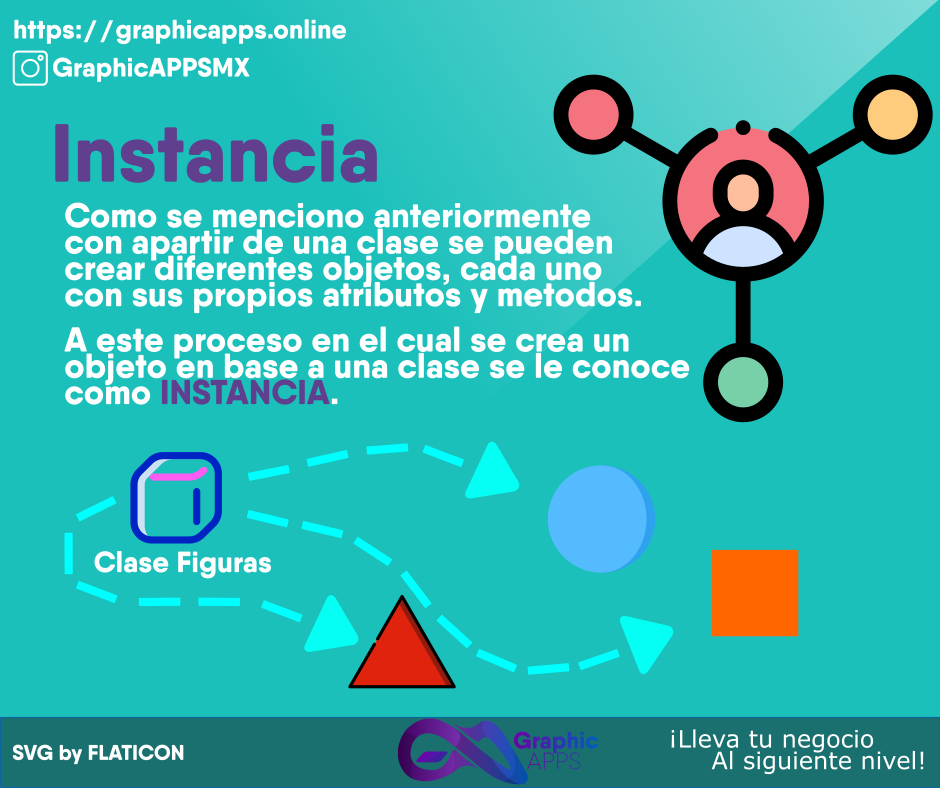 https://graphicapps.online
GraphicAPPSMX
Instancia
Como se menciono anteriormente
con apartir de una clase se pueden
crear diferentes objetos, cada uno
con sus propios atributos y metodos.
A este proceso en el cual se crea un
objeto en base a una clase se le conoce
como INSTANCIA.
Clase Figuras
SVG by FLATICON
Graphic
APPS
¡Lleva tu negocio
Al siguiente nivel!